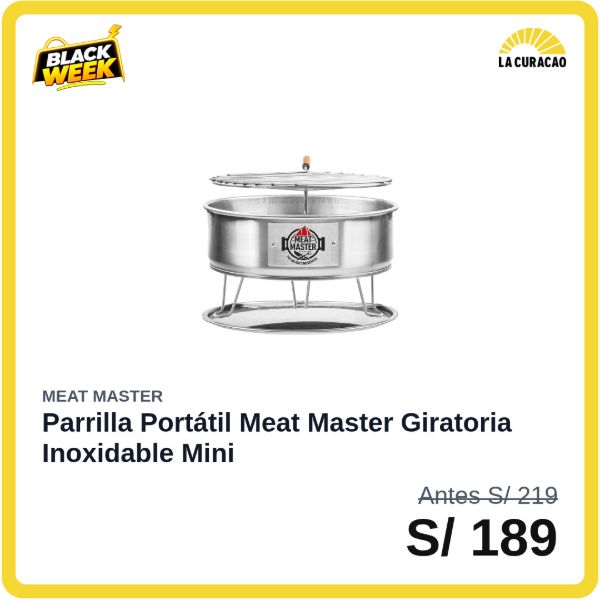 BLACK
WEEK
LA CURACAO
MEAT
MASTER
MEAT MASTER
Parrilla Portátil Meat Master Giratoria
Inoxidable Mini
Antes S/ 219
S/ 189